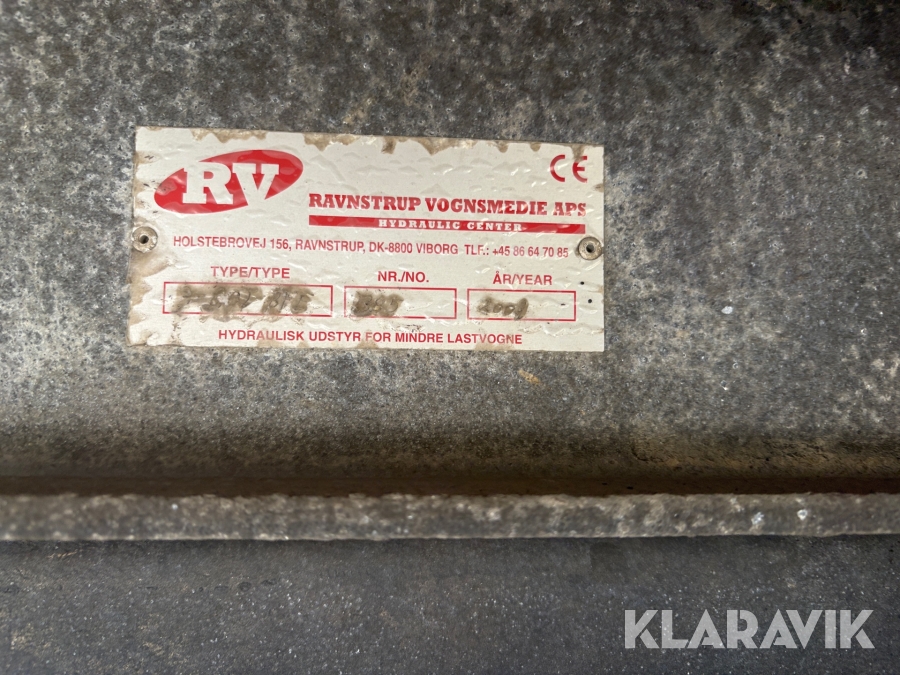 RV
CE
RAVNSTRUP VOGNSMEDIE APS
HYDRAULIC CENTER
HOLSTEBROVEJ 156, RAVNSTRUP, DK-8800 VIBORG TLF.: +45 86 64 70 85
TYPE/TYPE NR./NO. ÅR/YEAR
HYDRAULISK UDSTYR FOR MINDRE LASTVOGNE
KLARAVIK